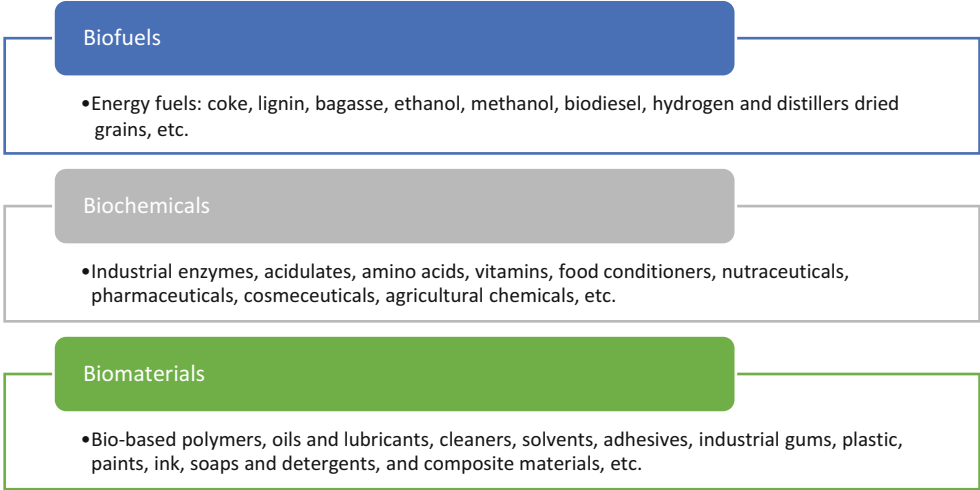 Biofuels
•Energy fuels: coke, lignin, bagasse, ethanol, methanol, biodiesel, hydrogen and distillers dried
grains, etc.
Biochemicals
•Industrial enzymes, acidulates, amino acids, vitamins, food conditioners, nutraceuticals,
pharmaceuticals, cosmeceuticals, agricultural chemicals, etc.
Biomaterials
•Bio-based polymers, oils and lubricants, cleaners, solvents, adhesives, industrial gums, plastic,
paints, ink, soaps and detergents, and composite materials, etc.